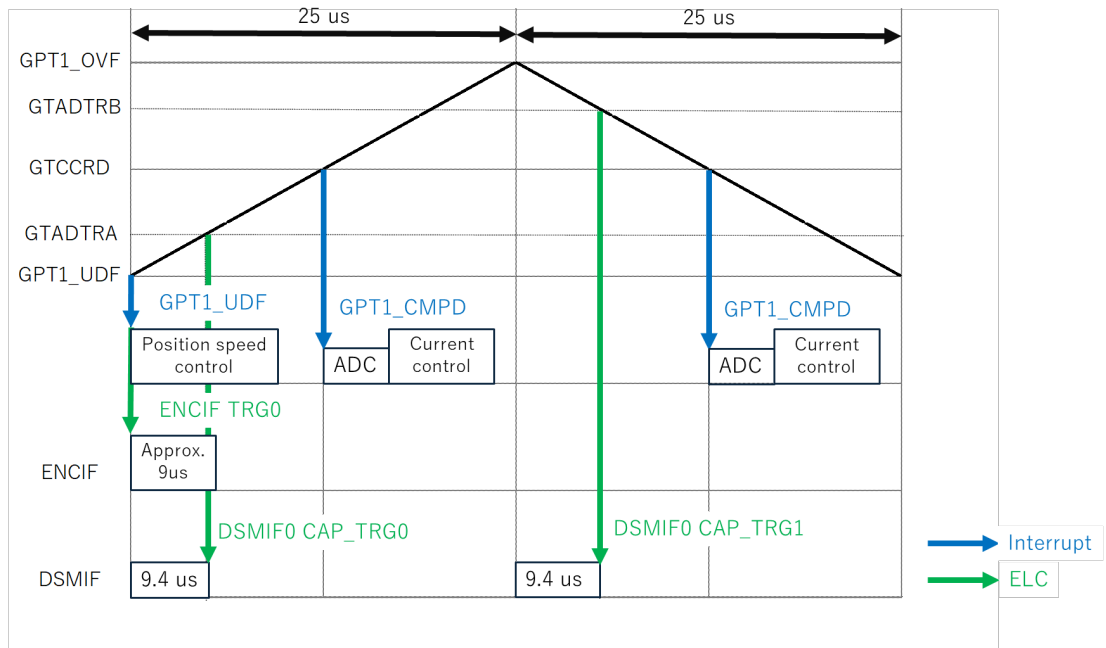 25 us
25 us
GPT1_OVF
GTADTRB
GTCCRD
GTADTRA
GPT1_UDF
GPT1_UDF
GPT1_CMPD
GPT1_CMPD
Position speed
control
ADC
Current
control
ADC
Current
control
ENCIF TRG0
ENCIF
Approx.
9us
DSMIF0 CAP_TRG0
DSMIF0 CAP_TRG1
Interrupt
DSMIF
9.4 us
9.4 us
ELC